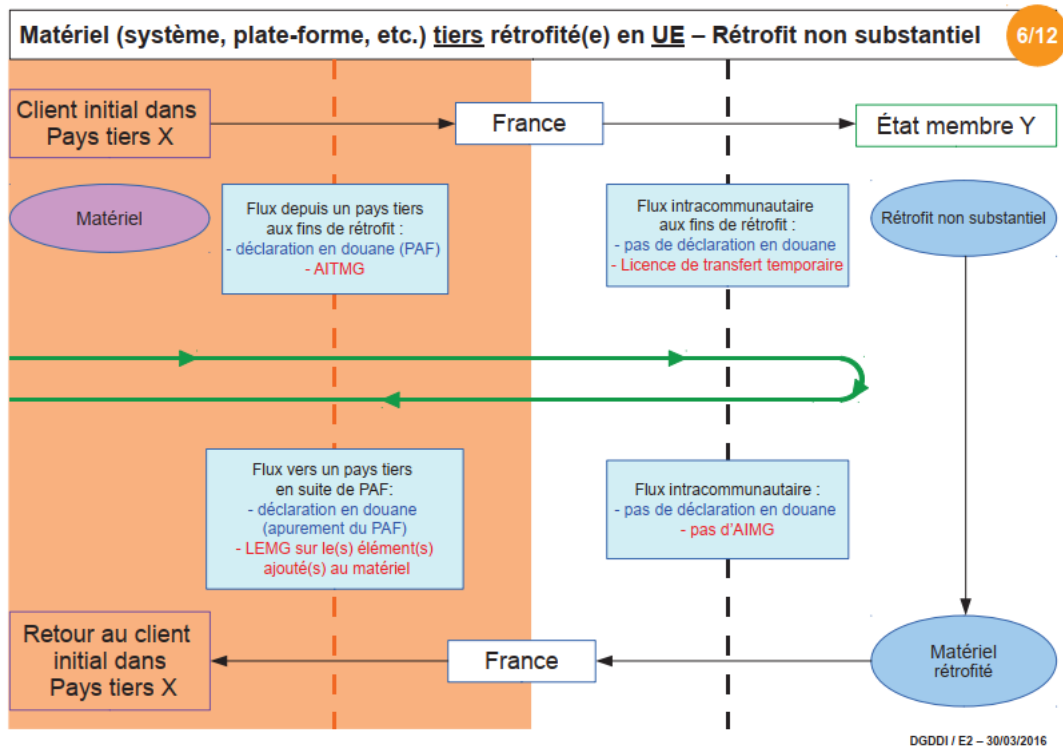 Matériel (système, plate-forme, etc.) tiers rétrofité(e) en UE – Rétrofit non substantiel
6/12
Client initial dans
Pays tiers X
France
État membre Y
Matériel
Flux depuis un pays tiers
aux fins de rétrofit :
- déclaration en douane (PAF)
- AITMG
Flux intracommunautaire
aux fins de rétrofit :
- pas de déclaration en douane
- Licence de transfert temporaire
Rétrofit non substantiel
Flux vers un pays tiers
en suite de PAF:
- déclaration en douane
(apurement du PAF)
- LEMG sur le(s) élément(s)
ajouté(s) au matériel
Flux intracommunautaire :
- pas de déclaration en douane
- pas d'AIMG
Retour au client
initial dans
Pays tiers X
France
Matériel
rétrofité
DGDDI / E2 – 30/03/2016